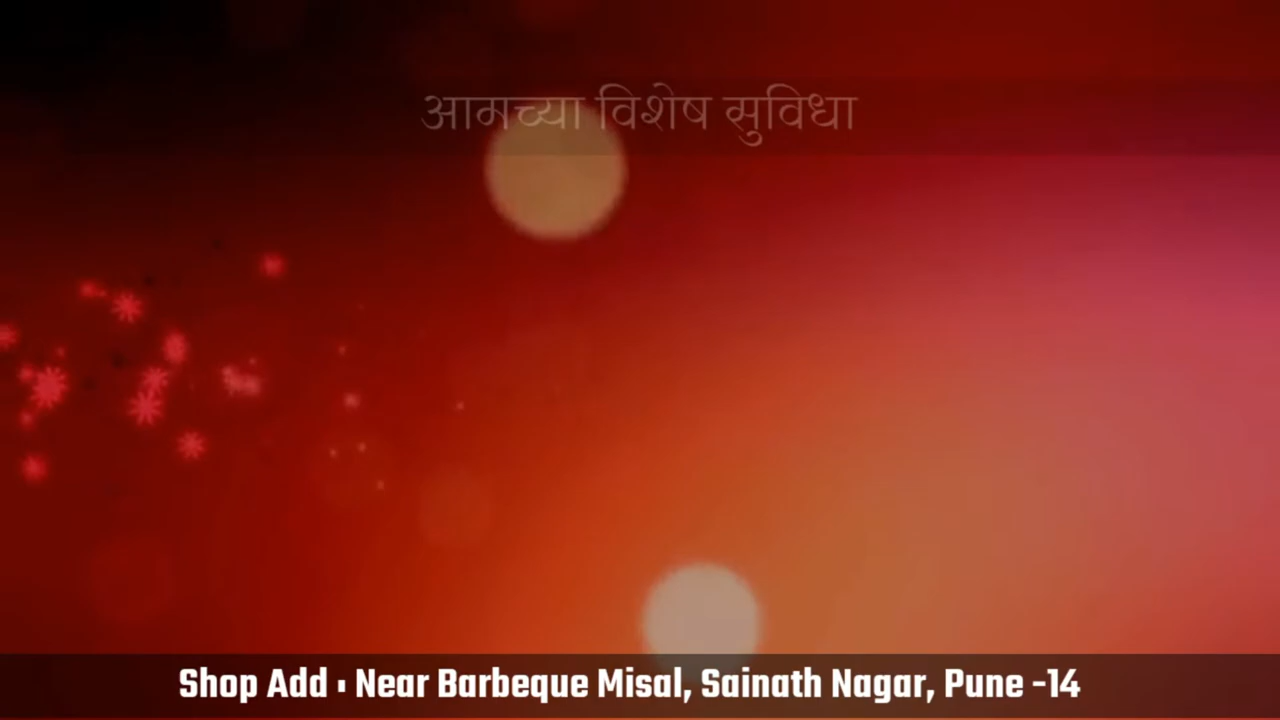 आमच्या विशेष सुविधा
Shop Add : Near Barbeque Misal, Sainath Nagar, Pune -14